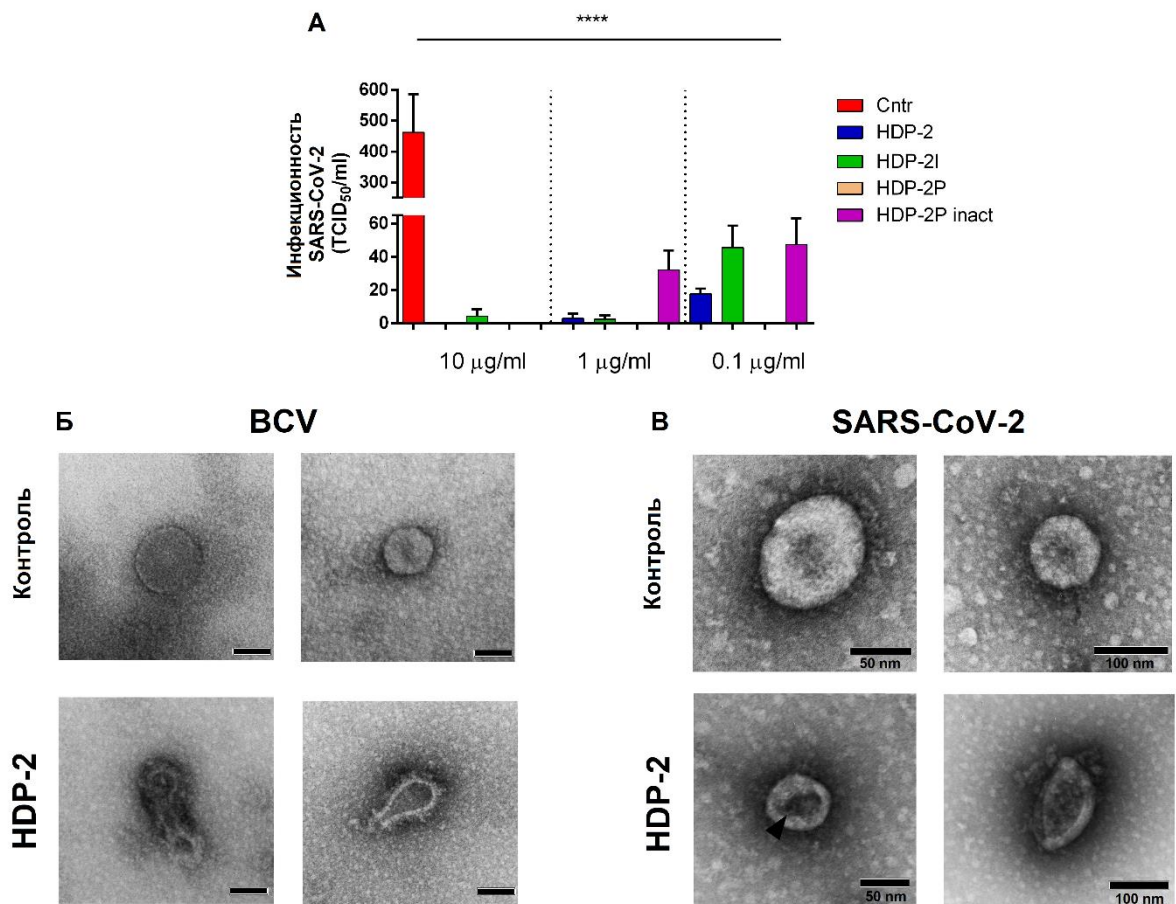 А
****
Инфекционность
SARS-CoV-2
(TCID50/ml)
600
500
400
300
60
40
20
0
10 µg/ml
1 µg/ml
0.1 µg/ml
Cntr
HDP-2
HDP-2I
HDP-2P
HDP-2P inact
Б
BCV
Контроль
HDP-2
В
SARS-CoV-2
Контроль
50 nm
100 nm
HDP-2
50 nm
100 nm